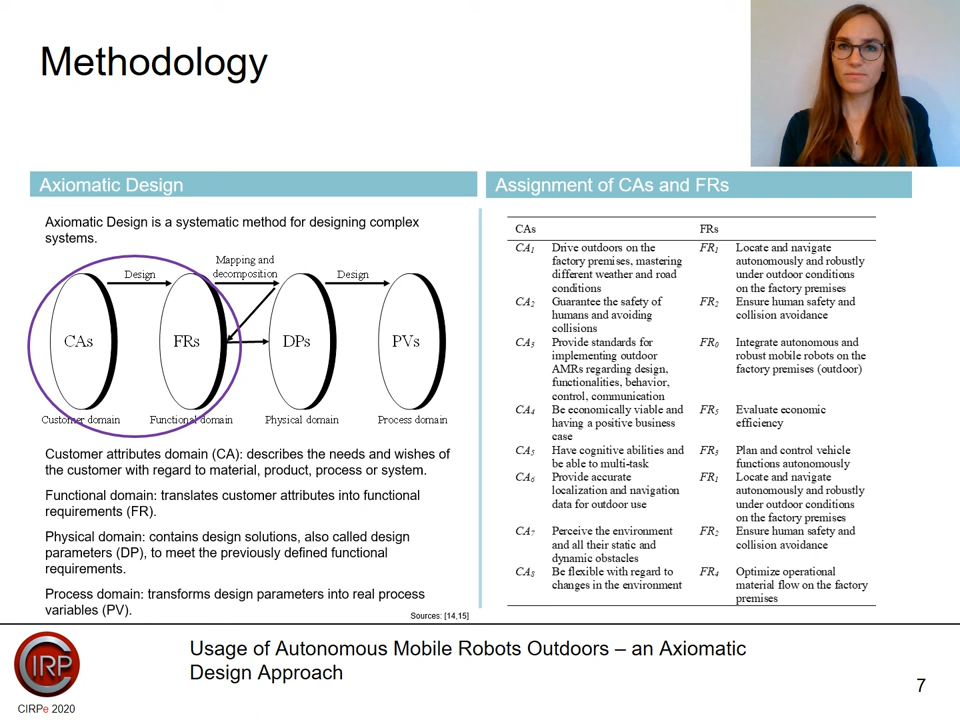 Methodology
Axiomatic Design
Axiomatic Design is a systematic method for designing complex
systems.
Design
Mapping and
decomposition
Design
CAs
FRs
DPs
PVs
Customer domain
Functional domain
Physical domain
Process domain
Customer attributes domain (CA): describes the needs and wishes of
the customer with regard to material, product, process or system.
Functional domain: translates customer attributes into functional
requirements (FR).
Physical domain: contains design solutions, also called design
parameters (DP), to meet the previously defined functional
requirements.
Process domain: transforms design parameters into real process
variables (PV).
Sources: [14,15]
Assignment of CAs and FRs
CAs FRs
CA1 Drive outdoors on the FR1 Locate and navigate
factory premises, mastering autonomously and robustly
different weather and road under outdoor conditions
conditions on the factory premises
CA2 Guarantee the safety of FR2 Ensure human safety and
humans and avoiding collision avoidance
collisions
CA3 Provide standards for FR0 Integrate autonomous and
implementing outdoor robust mobile robots on the
AMRs regarding design, factory premises (outdoor)
functionalities, behavior,
control, communication
CA4 Be economically viable and FR5 Evaluate economic
having a positive business efficiency
case
CA5 Have cognitive abilities and FR3 Plan and control vehicle
be able to multi-task functions autonomously
CA6 Provide accurate FR1 Locate and navigate
localization and navigation autonomously and robustly
data for outdoor use under outdoor conditions
on the factory premises
CA7 Perceive the environment FR2 Ensure human safety and
and all their static and collision avoidance
dynamic obstacles
CA8 Be flexible with regard to FR4 Optimize operational
changes in the environment material flow on the factory
premises
CIRP
CIRPe 2020
Usage of Autonomous Mobile Robots Outdoors – an Axiomatic
Design Approach
7